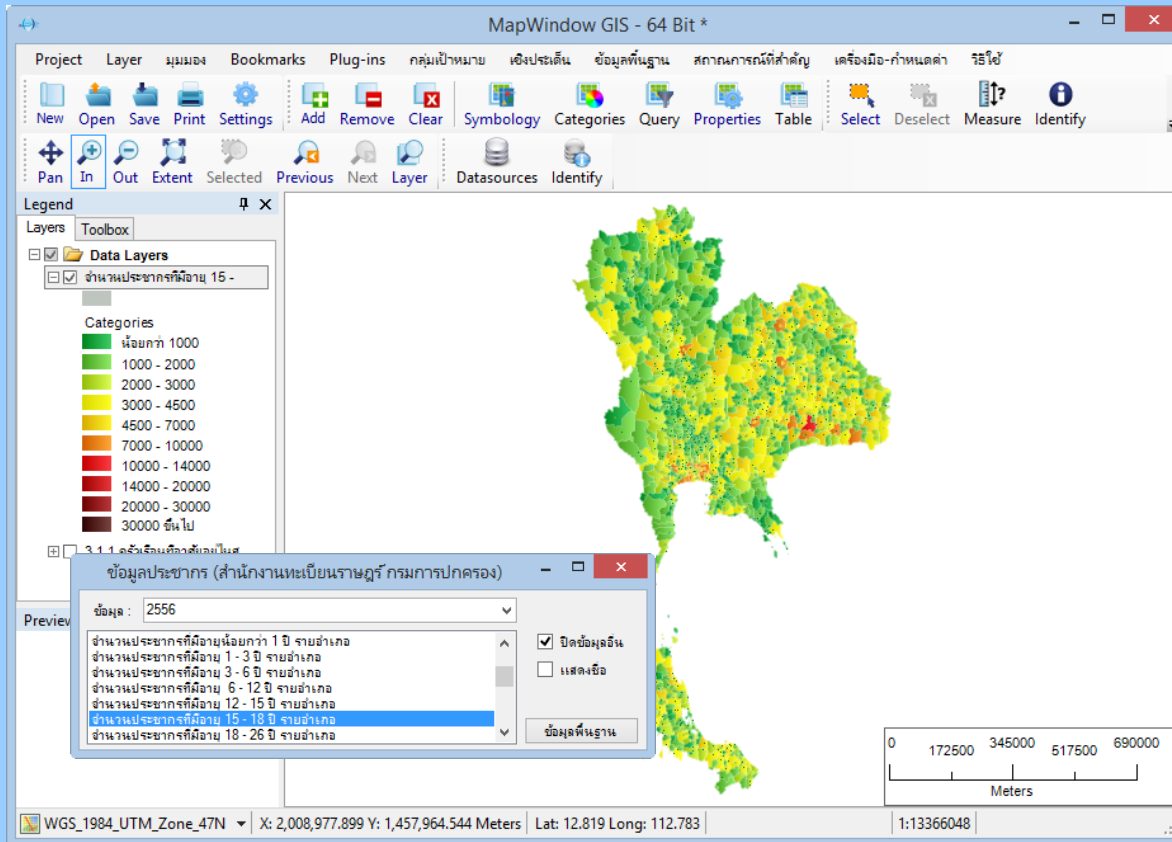 MapWindow GIS - 64 Bit *
Project Layer มุมมอง Bookmarks Plug-ins กลุ่มเป้าหมาย เชิงประเด็น ข้อมูลพื้นฐาน สถานการณ์ที่สำคัญ เครื่องมือ-กำหนดค่า วิธีใช้
New Open Save Print Settings Add Remove Clear Symbology Categories Query Properties Table Select Deselect Measure Identify
Pan In Out Extent Selected Previous Next Layer Datasources Identify
Legend
Layers Toolbox
Data Layers
จำนวนประชากรที่มีอายุ 15 -
Categories
น้อยกว่า 1000
1000 - 2000
2000 - 3000
3000 - 4500
4500 - 7000
7000 - 10000
10000 - 14000
14000 - 20000
20000 - 30000
30000 ขึ้นไป
3.1.1
Preview
ข้อมูลประชากร (สำนักงานทะเบียนราษฎร์ กรมการปกครอง)
ข้อมูล : 2556
จำนวนประชากรที่มีอายุน้อยกว่า 1 ปี รายอำเภอ
จำนวนประชากรที่มีอายุ 1 - 3 ปี รายอำเภอ
จำนวนประชากรที่มีอายุ 3 - 6 ปี รายอำเภอ
จำนวนประชากรที่มีอายุ 6 - 12 ปี รายอำเภอ
จำนวนประชากรที่มีอายุ 12 - 15 ปี รายอำเภอ
จำนวนประชากรที่มีอายุ 15 - 18 ปี รายอำเภอ
จำนวนประชากรที่มีอายุ 18 - 26 ปี รายอำเภอ
ปิดข้อมูลอื่น
แสดงชื่อ
ข้อมูลพื้นฐาน
0 172500 345000 517500 690000
Meters
WGS_1984_UTM_Zone_47N X: 2,008,977.899 Y: 1,457,964.544 Meters Lat: 12.819 Long: 112.783 1:13366048